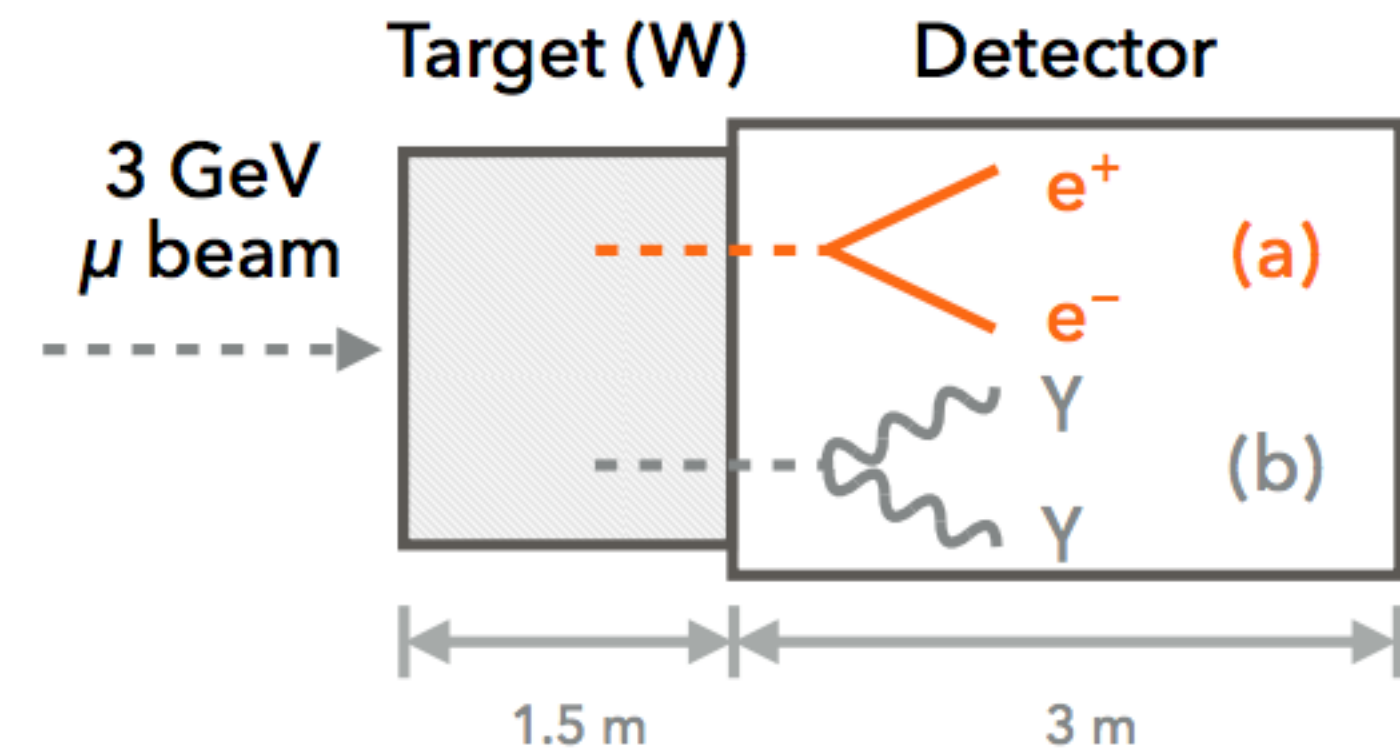 Target (W)
Detector
3 GeV
μ beam
e⁺
(a)
e⁻
γ
(b)
γ
1.5 m
3 m